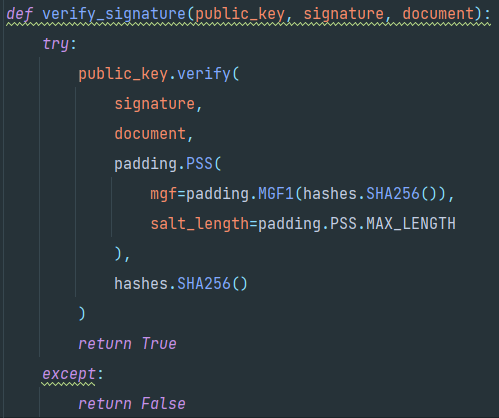 def verify_signature(public_key, signature, document):
    try:
        public_key.verify(
            signature,
            document,
            padding.PSS(
                mgf=padding.MGF1(hashes.SHA256()),
                salt_length=padding.PSS.MAX_LENGTH
            ),
            hashes.SHA256()
        )
        return True
    except:
        return False